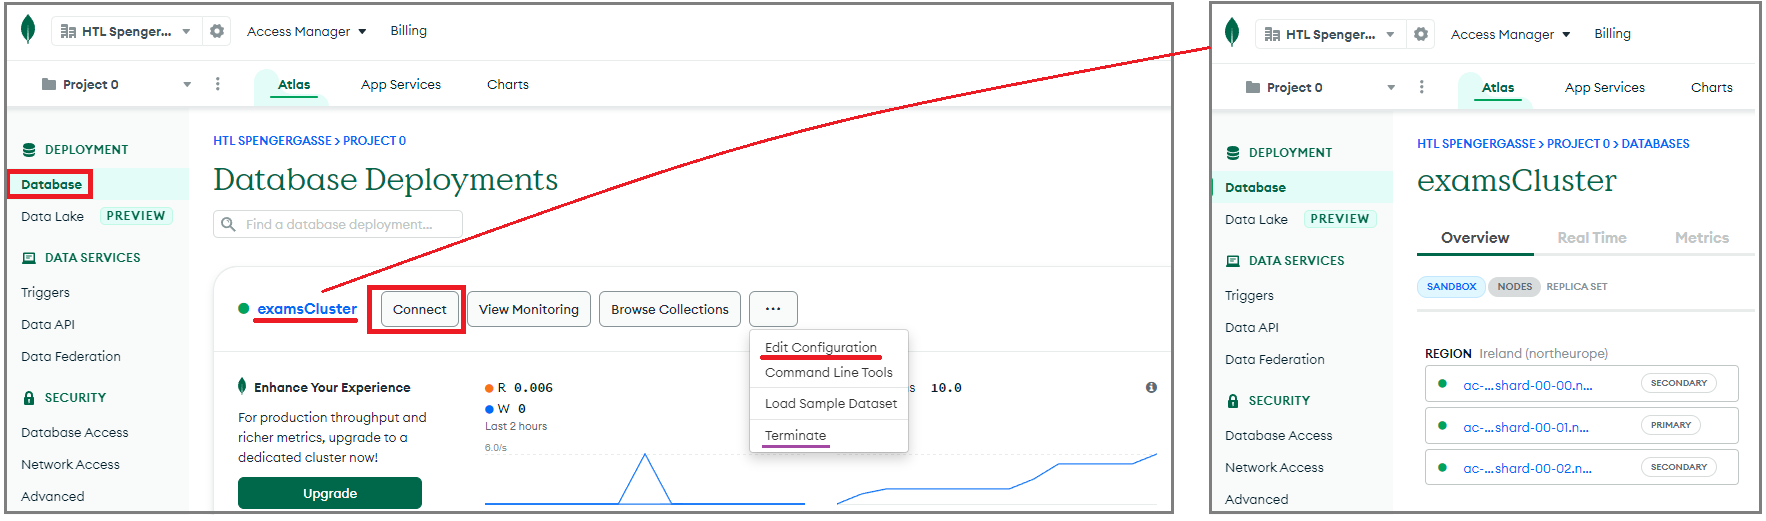 HTL Spenger...
Access Manager
Billing
Project 0
Atlas
App Services
Charts
DEPLOYMENT
Database
Data Lake PREVIEW
DATA SERVICES
Triggers
Data API
Data Federation
SECURITY
Database Access
Network Access
Advanced
HTL SPENGERGASSE > PROJECT 0
Database Deployments
Find a database deployment...
examsCluster
Connect
View Monitoring
Browse Collections
...
Edit Configuration
Command Line Tools
Load Sample Dataset
Terminate
Enhance Your Experience
For production throughput and
richer metrics, upgrade to a
dedicated cluster now!
Upgrade
R 0.006
W 0
Last 2 hours
6.0/s
s 10.0
HTL Spenger...
Access Manager
Billing
Project 0
Atlas
App Services
Charts
DEPLOYMENT
Database
Data Lake PREVIEW
DATA SERVICES
Triggers
Data API
Data Federation
SECURITY
Database Access
Network Access
Advanced
HTL SPENGERGASSE > PROJECT 0 > DATABASES
examsCluster
Overview
Real Time
Metrics
SANDBOX NODES REPLICA SET
REGION Ireland (northeurope)
ac-...shard-00-00.n... SECONDARY
ac-...shard-00-01.n... PRIMARY
ac-...shard-00-02.n... SECONDARY